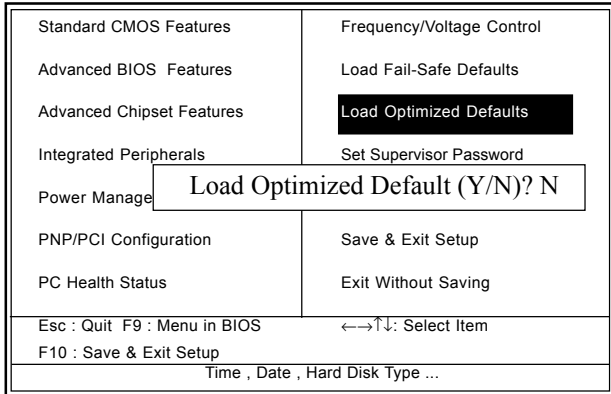 Standard CMOS Features
Frequency/Voltage Control
Advanced BIOS Features
Load Fail-Safe Defaults
Advanced Chipset Features
Load Optimized Defaults
Integrated Peripherals
Set Supervisor Password
Power Manage
Load Optimized Default (Y/N)? N
PNP/PCI Configuration
Save & Exit Setup
PC Health Status
Exit Without Saving
Esc : Quit F9 : Menu in BIOS
←→↑↓: Select Item
F10 : Save & Exit Setup
Time , Date , Hard Disk Type ...